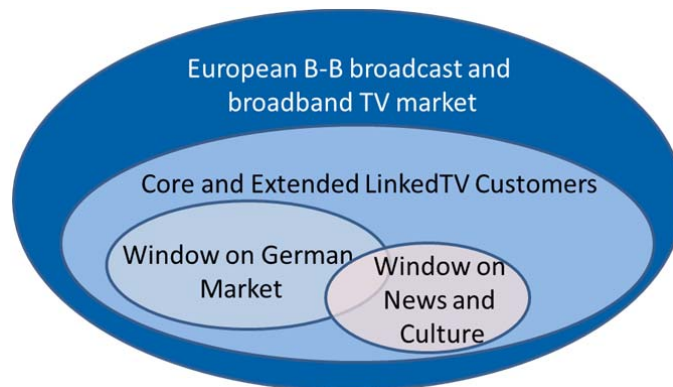 European B-B broadcast and
broadband TV market
Core and Extended LinkedTV Customers
Window on German
Market
Window on
News and
Culture